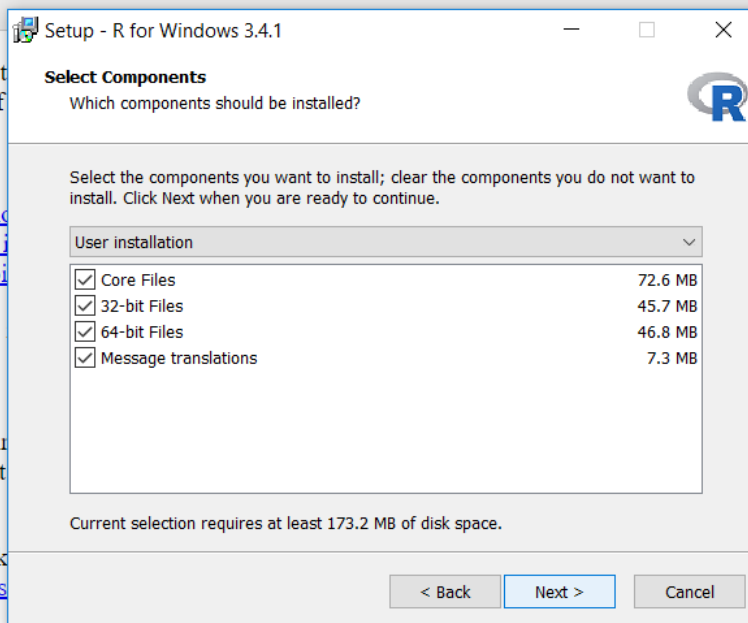 Setup - R for Windows 3.4.1
Select Components
Which components should be installed?
R
Select the components you want to install; clear the components you do not want to
install. Click Next when you are ready to continue.
User installation
Core Files 72.6 MB
32-bit Files 45.7 MB
64-bit Files 46.8 MB
Message translations 7.3 MB
Current selection requires at least 173.2 MB of disk space.
< Back Next > Cancel